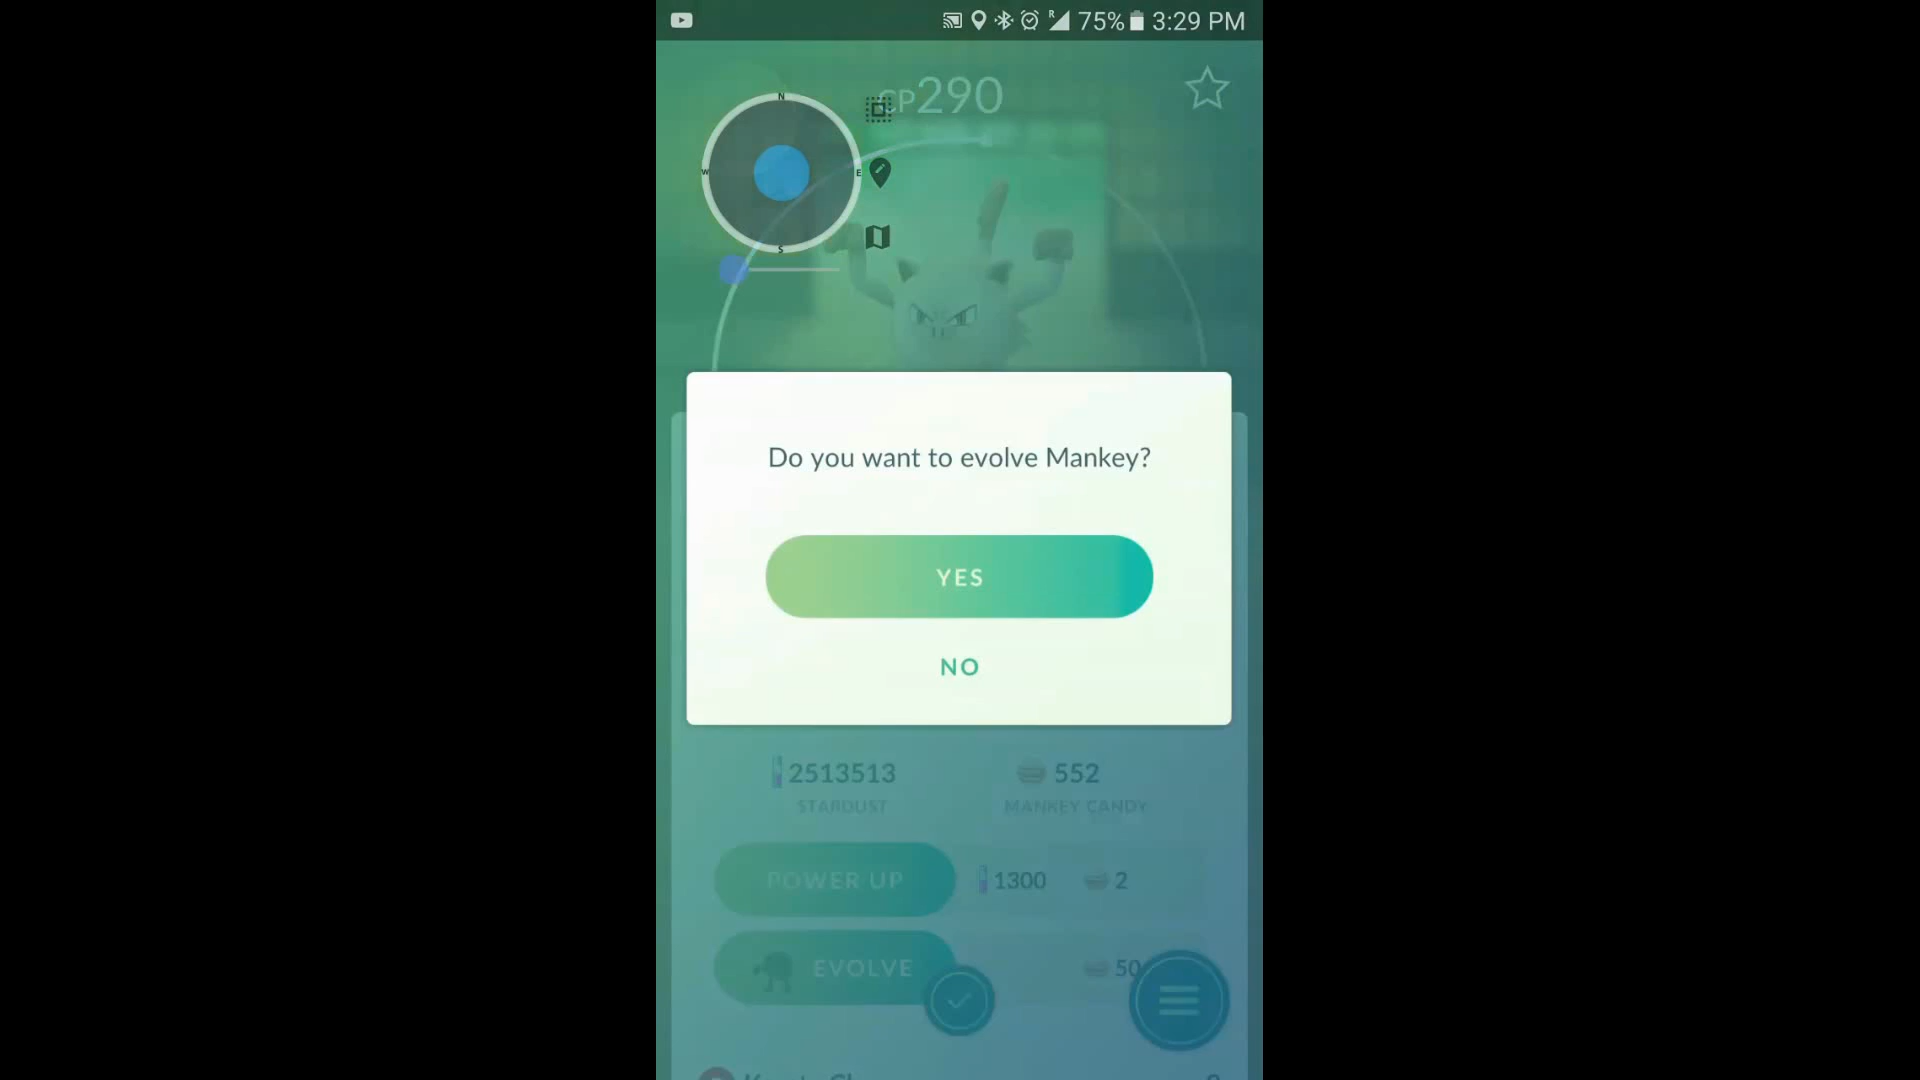 75% 3:29 PM
CP290
N
W
E
S
Do you want to evolve Mankey?
YES
NO
2513513
552
STARDUST
MANKEY CANDY
POWER UP
1300
2
EVOLVE
50